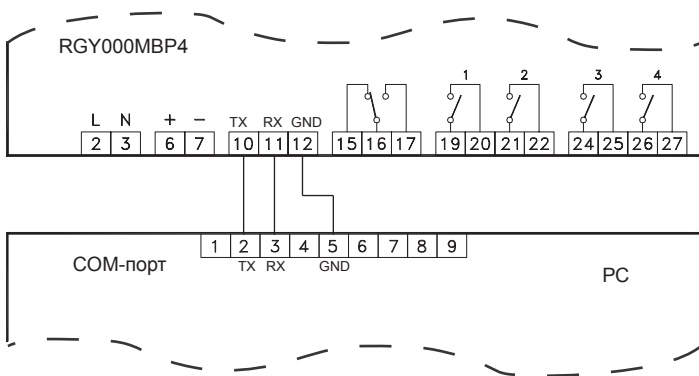 RGY000MBP4
1 2 3 4
L N + − TX RX GND
2 3 6 7 10 11 12 15 16 17 19 20 21 22 24 25 26 27
1 2 3 4 5 6 7 8 9
COM-порт TX RX GND PC